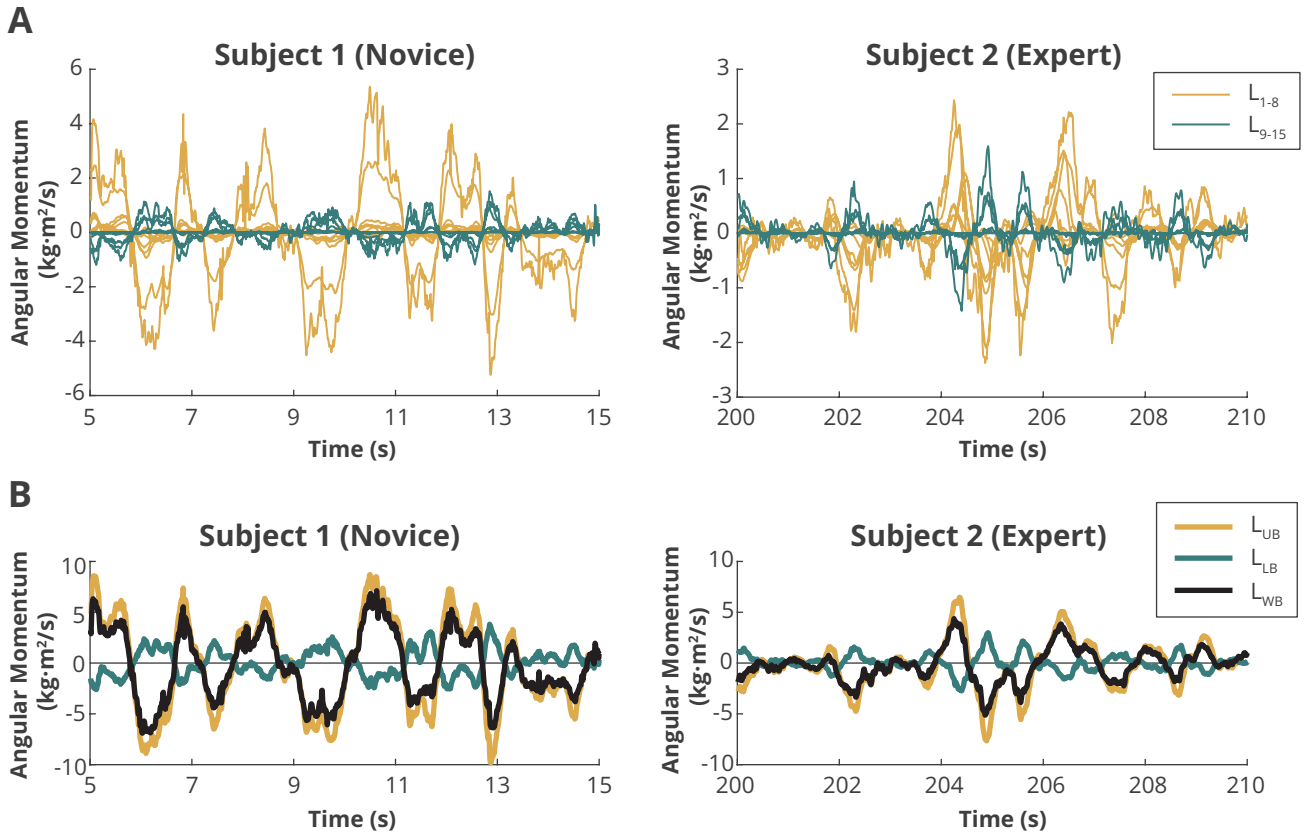 A
Subject 1 (Novice)
Angular Momentum
(kg·m²/s)
6
4
2
0
-2
-4
-6
5 7 9 11 13 15
Time (s)
Subject 2 (Expert)
Angular Momentum
(kg·m²/s)
3
2
1
0
-1
-2
-3
200 202 204 206 208 210
Time (s)
L1-8
L9-15
B
Subject 1 (Novice)
Angular Momentum
(kg·m²/s)
10
5
0
-5
-10
5 7 9 11 13 15
Time (s)
Subject 2 (Expert)
Angular Momentum
(kg·m²/s)
10
5
0
-5
-10
200 202 204 206 208 210
Time (s)
LUB
LLB
LWB